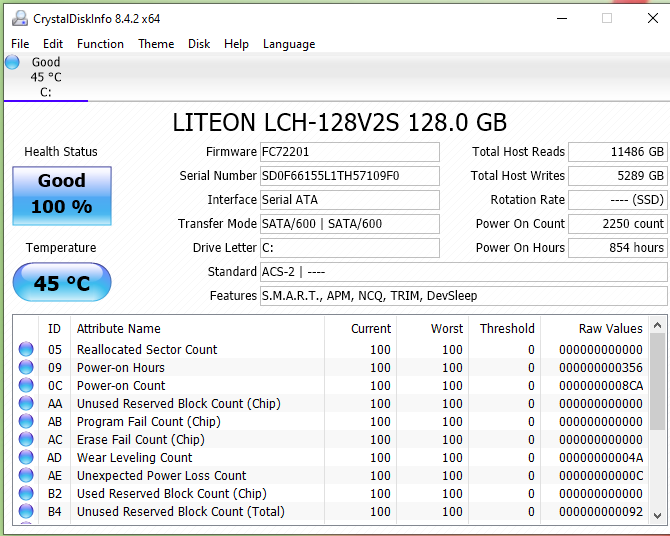 CrystalDiskInfo 8.4.2 x64
File Edit Function Theme Disk Help Language
Good
45 °C
C:
LITEON LCH-128V2S 128.0 GB
Health Status
Good
100 %
Temperature
45 °C
Firmware FC72201 Total Host Reads 11486 GB
Serial Number SD0F66155L1TH57109F0 Total Host Writes 5289 GB
Interface Serial ATA Rotation Rate ---- (SSD)
Transfer Mode SATA/600 | SATA/600 Power On Count 2250 count
Drive Letter C: Power On Hours 854 hours
Standard ACS-2 | ----
Features S.M.A.R.T., APM, NCQ, TRIM, DevSleep
ID Attribute Name Current Worst Threshold Raw Values
05 Reallocated Sector Count 100 100 0 000000000000
09 Power-on Hours 100 100 0 000000000356
0C Power-on Count 100 100 0 0000000008CA
AA Unused Reserved Block Count (Chip) 100 100 0 000000000000
AB Program Fail Count (Chip) 100 100 0 000000000000
AC Erase Fail Count (Chip) 100 100 0 000000000000
AD Wear Leveling Count 100 100 0 00000000004A
AE Unexpected Power Loss Count 100 100 0 00000000000C
B2 Used Reserved Block Count (Chip) 100 100 0 000000000000
B4 Unused Reserved Block Count (Total) 100 100 0 000000000092